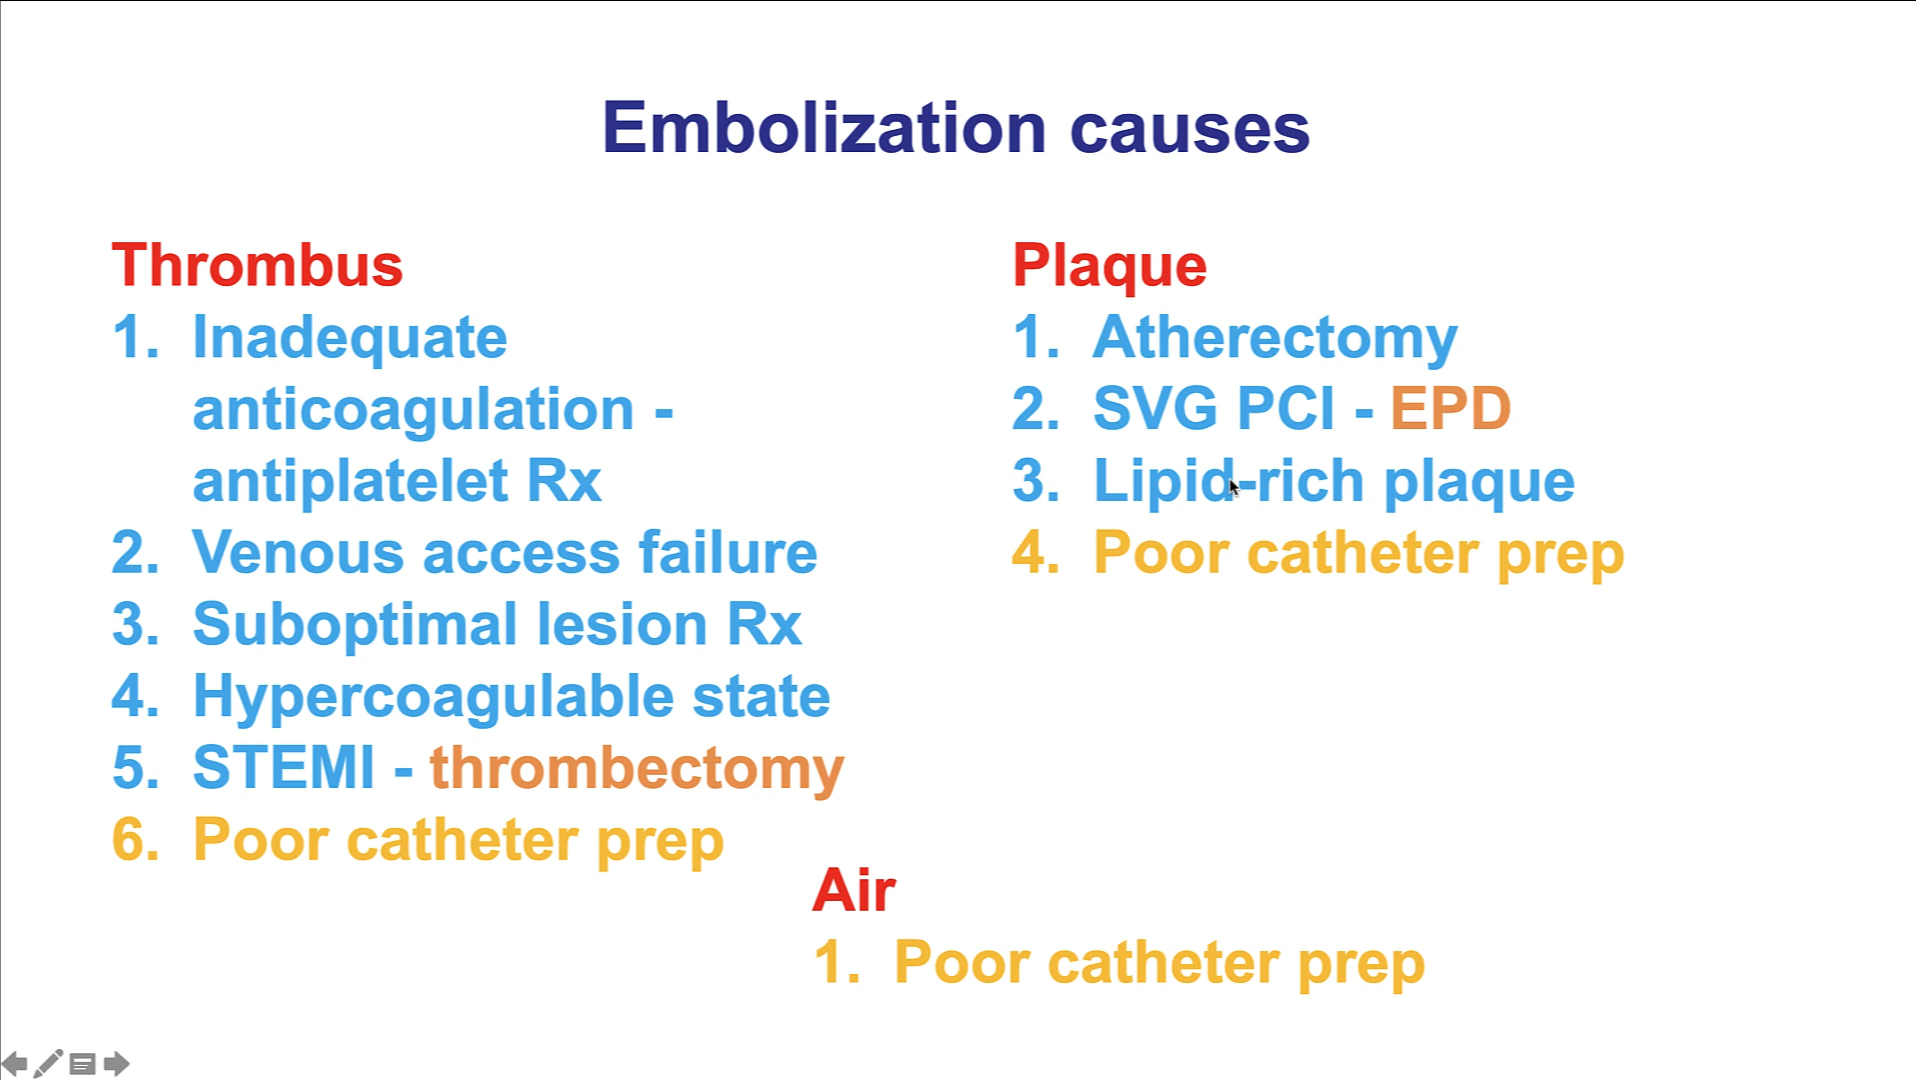 Embolization causes
Thrombus
1. Inadequate
anticoagulation -
antiplatelet Rx
2. Venous access failure
3. Suboptimal lesion Rx
4. Hypercoagulable state
5. STEMI - thrombectomy
6. Poor catheter prep
Plaque
1. Atherectomy
2. SVG PCI - EPD
3. Lipid-rich plaque
4. Poor catheter prep
Air
1. Poor catheter prep